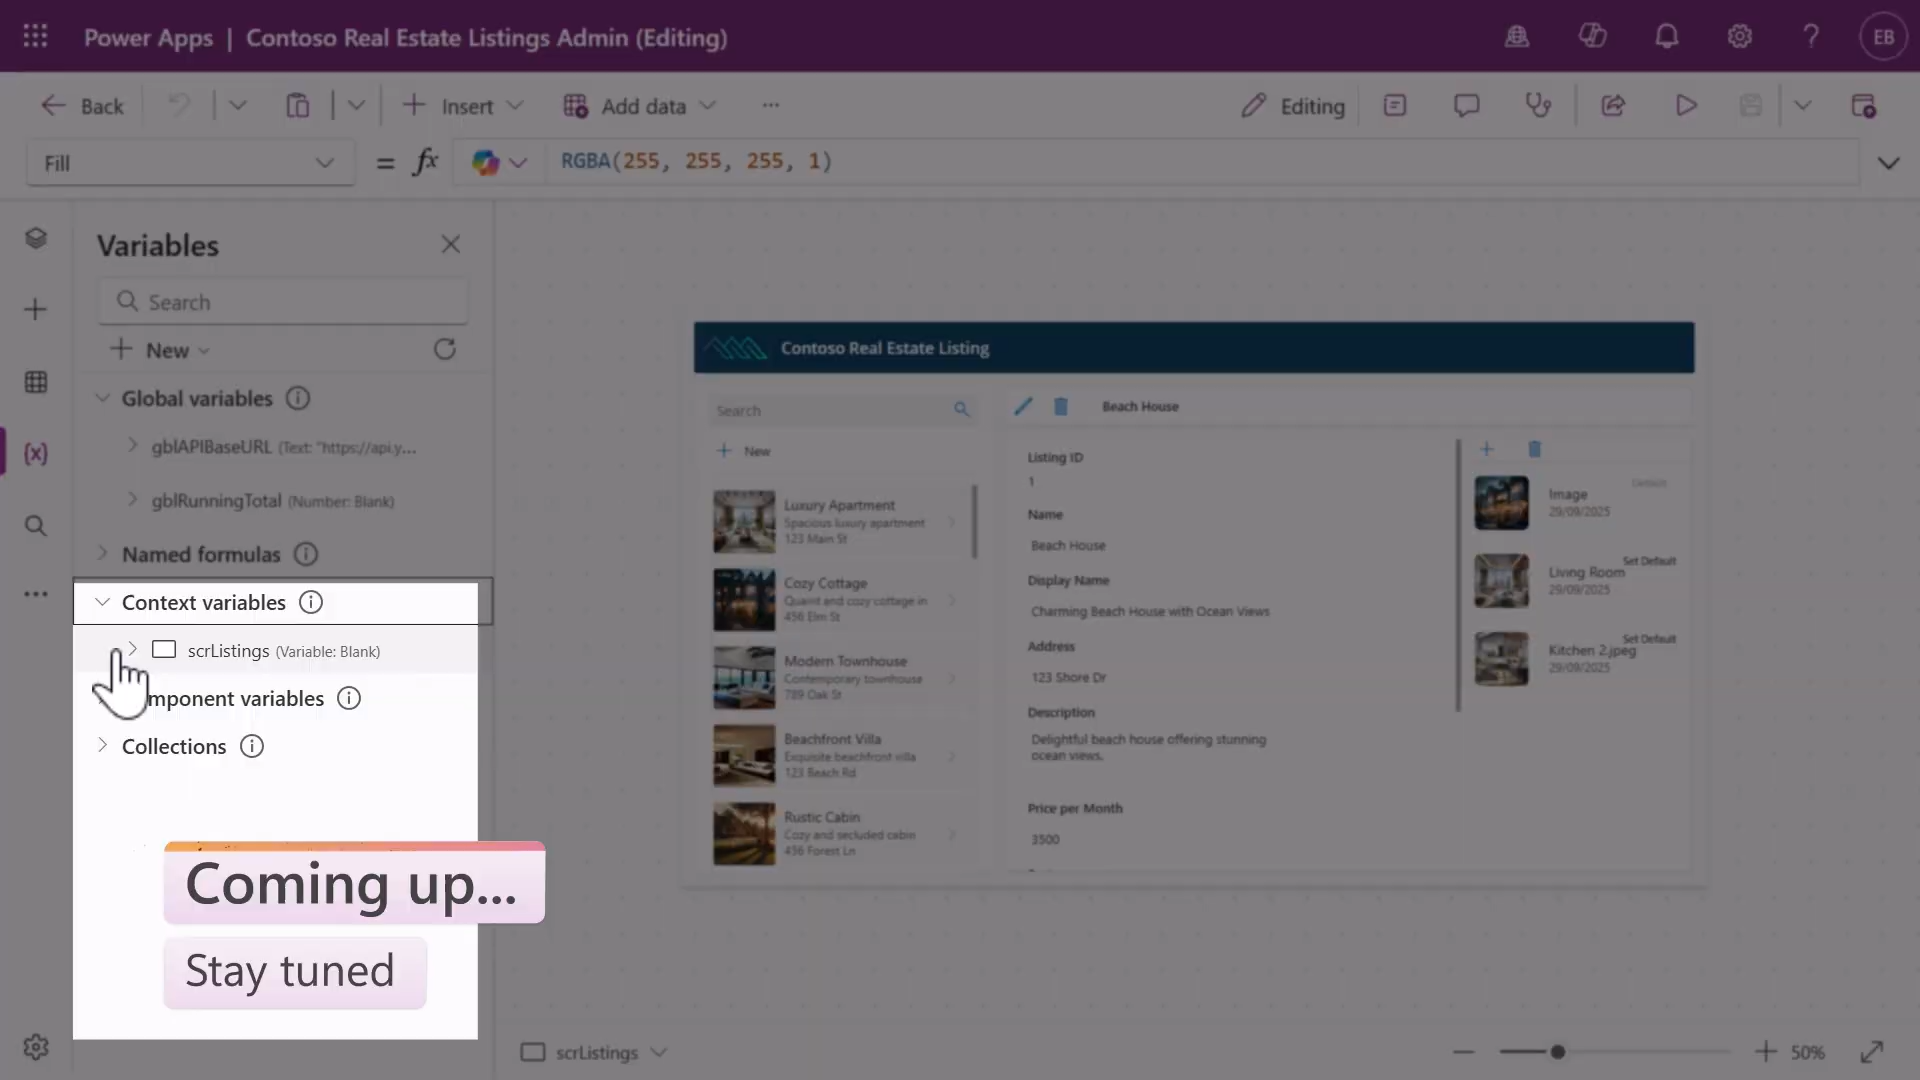 Power Apps | Contoso Real Estate Listings Admin (Editing)
EB
Back
Insert
Add data
...
Editing
Fill
= fx
RGBA(255, 255, 255, 1)
Variables
Search
New
Global variables
gblAPIBaseURL (Text: "https://api.y...
gblRunningTotal (Number: Blank)
Named formulas
Context variables
scrListings (Variable: Blank)
mponent variables
Collections
Coming up...
Stay tuned
Contoso Real Estate Listing
Search
New
Luxury Apartment
Spacious luxury apartment
123 Main St
Cozy Cottage
Quaint and cozy cottage in
456 Elm St
Modern Townhouse
Contemporary townhouse
789 Oak St
Beachfront Villa
Exquisite beachfront villa
123 Beach Rd
Rustic Cabin
Cozy and secluded cabin
456 Forest Ln
Beach House
Listing ID
1
Name
Beach House
Display Name
Charming Beach House with Ocean Views
Address
123 Shore Dr
Description
Delightful beach house offering stunning
ocean views.
Price per Month
3500
Default
Image
29/09/2025
Set Default
Living Room
29/09/2025
Set Default
Kitchen 2.jpeg
29/09/2025
scrListings
50%